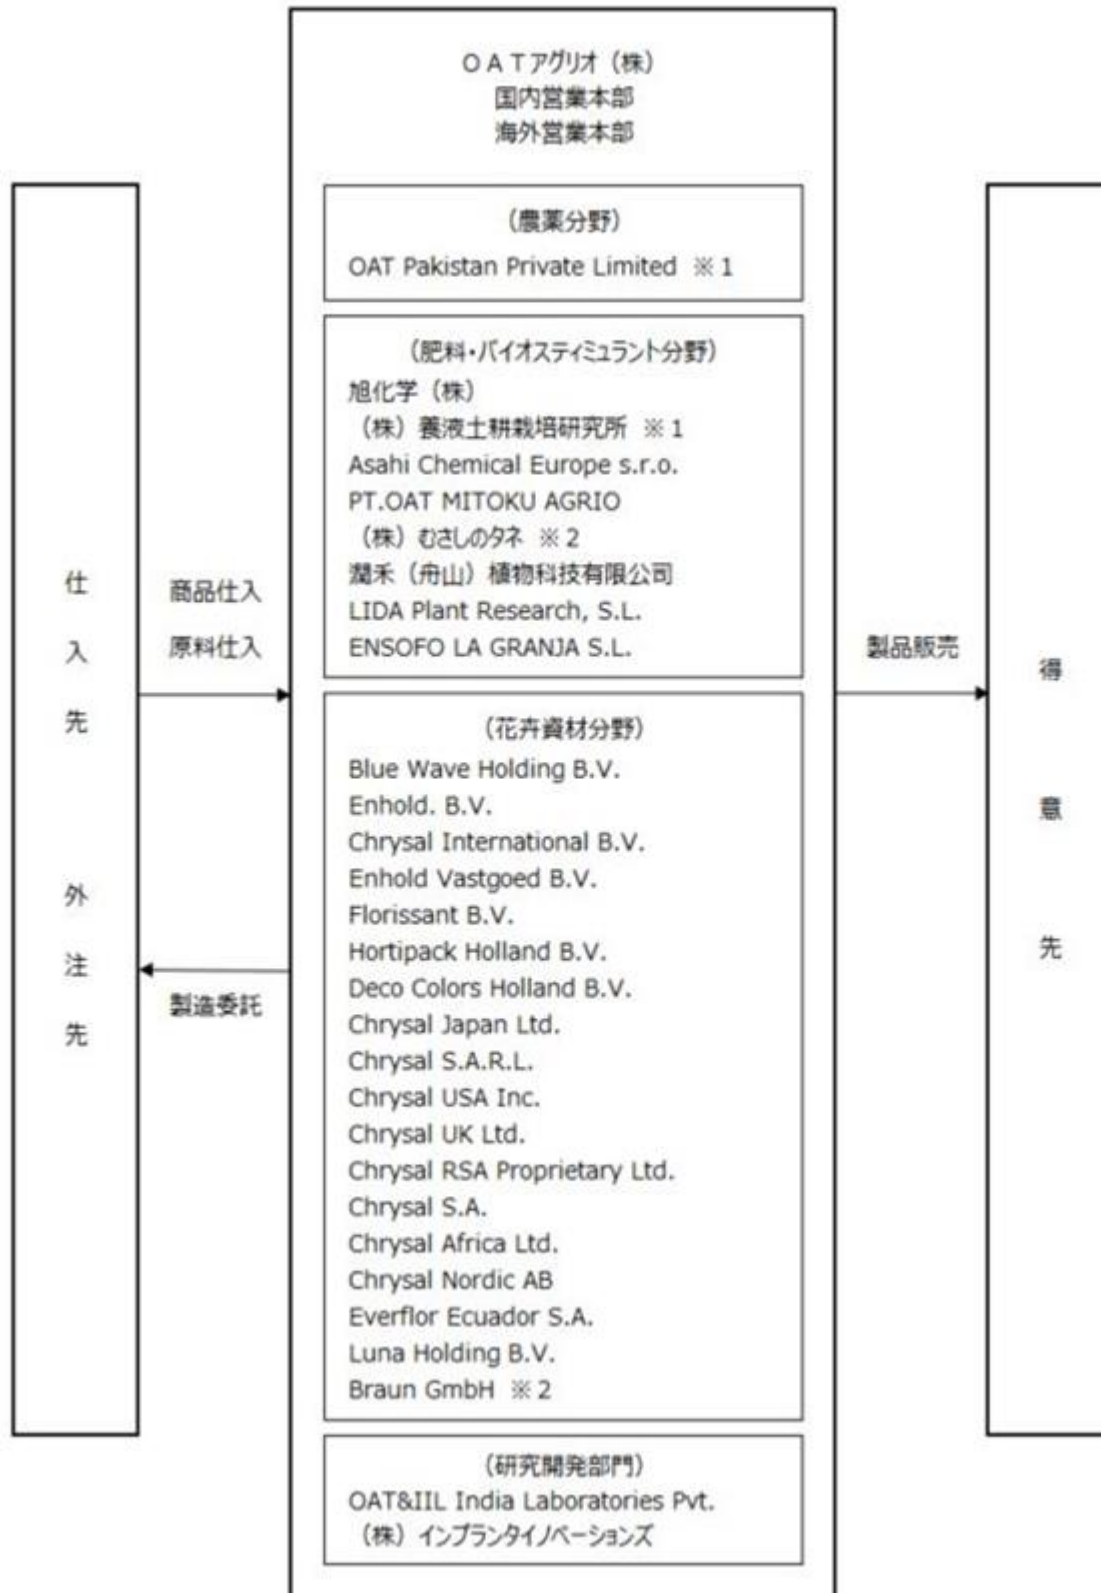 ＯＡＴアグリオ（株）
国内営業本部
海外営業本部
（農薬分野）
OAT Pakistan Private Limited ※１
（肥料・バイオスティミュラント分野）
旭化学（株）
（株）養液土耕栽培研究所 ※１
Asahi Chemical Europe s.r.o.
PT.OAT MITOKU AGRIO
（株）むさしのタネ ※２
潤禾（舟山）植物科技有限公司
LIDA Plant Research, S.L.
ENSOFO LA GRANJA S.L.
（花卉資材分野）
Blue Wave Holding B.V.
Enhold. B.V.
Chrysal International B.V.
Enhold Vastgoed B.V.
Florissant B.V.
Hortipack Holland B.V.
Deco Colors Holland B.V.
Chrysal Japan Ltd.
Chrysal S.A.R.L.
Chrysal USA Inc.
Chrysal UK Ltd.
Chrysal RSA Proprietary Ltd.
Chrysal S.A.
Chrysal Africa Ltd.
Chrysal Nordic AB
Everflor Ecuador S.A.
Luna Holding B.V.
Braun GmbH ※２
（研究開発部門）
OAT&IIL India Laboratories Pvt.
（株）インプランタイノベーションズ
仕入先
外注先
商品仕入
原料仕入
製造委託
製品販売
得意先